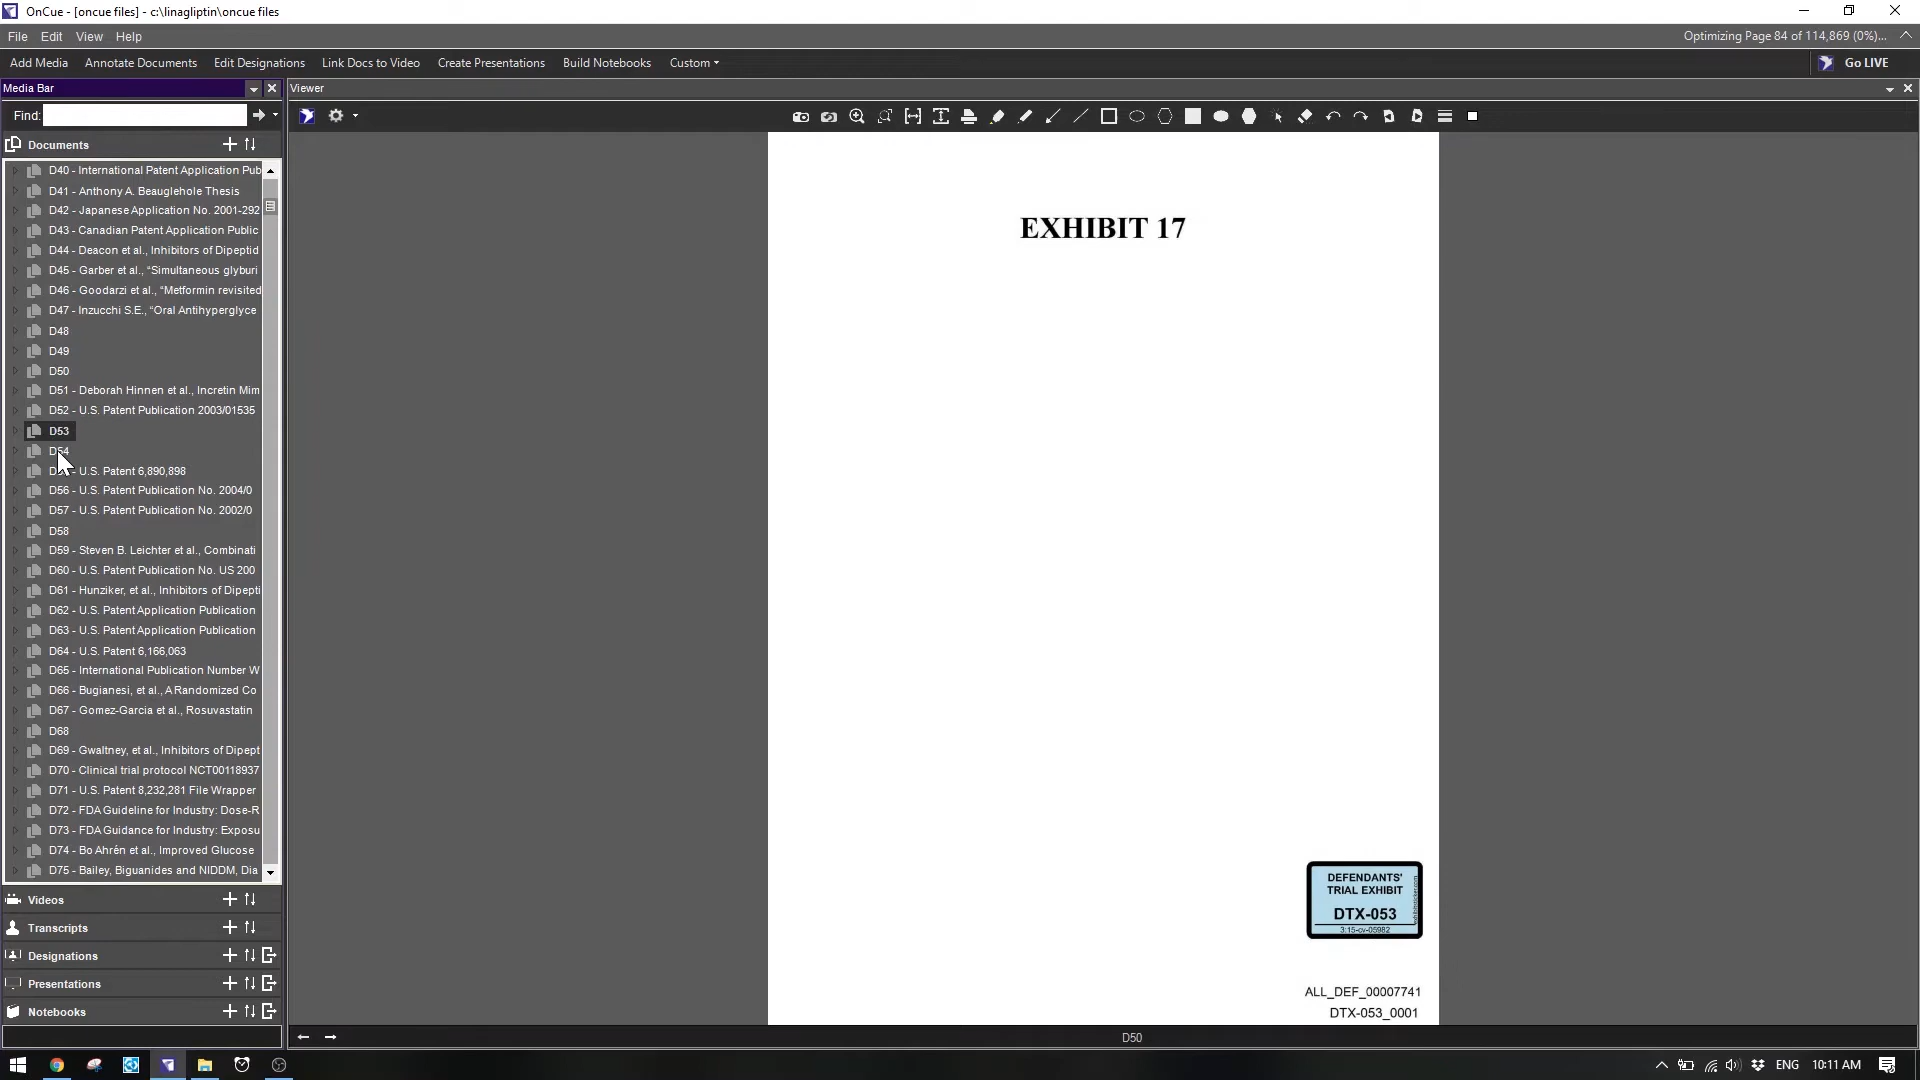 OnCue - [oncue files] - c:\linagliptin\oncue files
File Edit View Help
Optimizing Page 84 of 114,869 (0%)...
Add Media Annotate Documents Edit Designations Link Docs to Video Create Presentations Build Notebooks Custom
Go LIVE
Media Bar
Viewer
Find:
Documents
D40 - International Patent Application Pub
D41 - Anthony A. Beauglehole Thesis
D42 - Japanese Application No. 2001-292
D43 - Canadian Patent Application Public
D44 - Deacon et al., Inhibitors of Dipeptid
D45 - Garber et al., “Simultaneous glyburi
D46 - Goodarzi et al., “Metformin revisited
D47 - Inzucchi S.E., “Oral Antihyperglyce
D48
D49
D50
D51 - Deborah Hinnen et al., Incretin Mim
D52 - U.S. Patent Publication 2003/01535
D53
D54
- U.S. Patent 6,890,898
D56 - U.S. Patent Publication No. 2004/0
D57 - U.S. Patent Publication No. 2002/0
D58
D59 - Steven B. Leichter et al., Combinati
D60 - U.S. Patent Publication No. US 200
D61 - Hunziker, et al., Inhibitors of Dipepti
D62 - U.S. Patent Application Publication
D63 - U.S. Patent Application Publication
D64 - U.S. Patent 6,166,063
D65 - International Publication Number W
D66 - Bugianesi, et al., A Randomized Co
D67 - Gomez-Garcia et al., Rosuvastatin
D68
D69 - Gwaltney, et al., Inhibitors of Dipept
D70 - Clinical trial protocol NCT00118937
D71 - U.S. Patent 8,232,281 File Wrapper
D72 - FDA Guideline for Industry: Dose-R
D73 - FDA Guidance for Industry: Exposu
D74 - Bo Ahrén et al., Improved Glucose
D75 - Bailey, Biguanides and NIDDM, Dia
Videos
Transcripts
Designations
Presentations
Notebooks
EXHIBIT 17
DEFENDANTS'
TRIAL EXHIBIT
DTX-053
3:15-cv-05982
ALL_DEF_00007741
DTX-053_0001
D50
ENG 10:11 AM